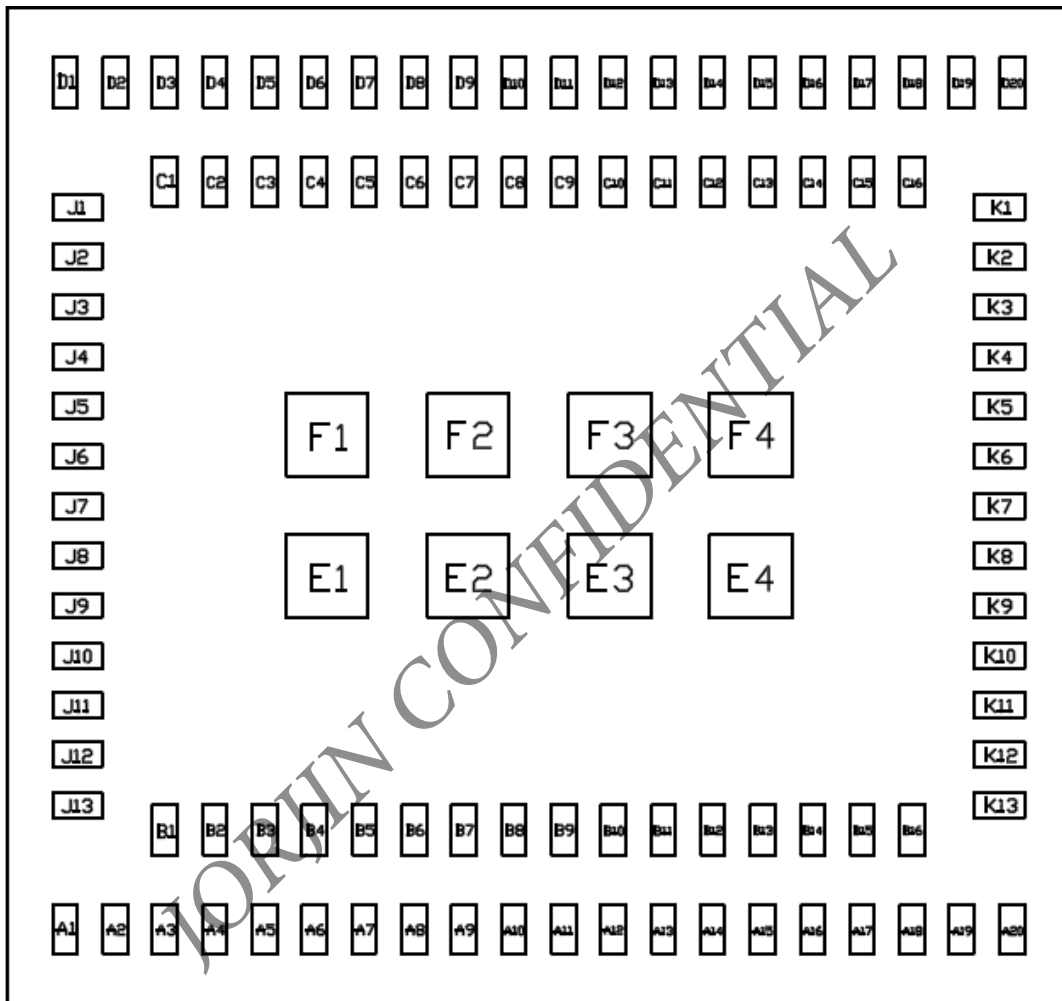 D1 D2 D3 D4 D5 D6 D7 D8 D9 D10 D11 D12 D13 D14 D15 D16 D17 D18 D19 D20
C1 C2 C3 C4 C5 C6 C7 C8 C9 C10 C11 C12 C13 C14 C15 C16
J1 K1
J2 K2
J3 K3
J4 K4
J5 K5
F1 F2 F3 F4
J6 K6
J7 K7
J8 K8
E1 E2 E3 E4
J9 K9
J10 K10
J11 K11
J12 K12
J13 K13
B1 B2 B3 B4 B5 B6 B7 B8 B9 B10 B11 B12 B13 B14 B15 B16
A1 A2 A3 A4 A5 A6 A7 A8 A9 A10 A11 A12 A13 A14 A15 A16 A17 A18 A19 A20
JORJIN CONFIDENTIAL